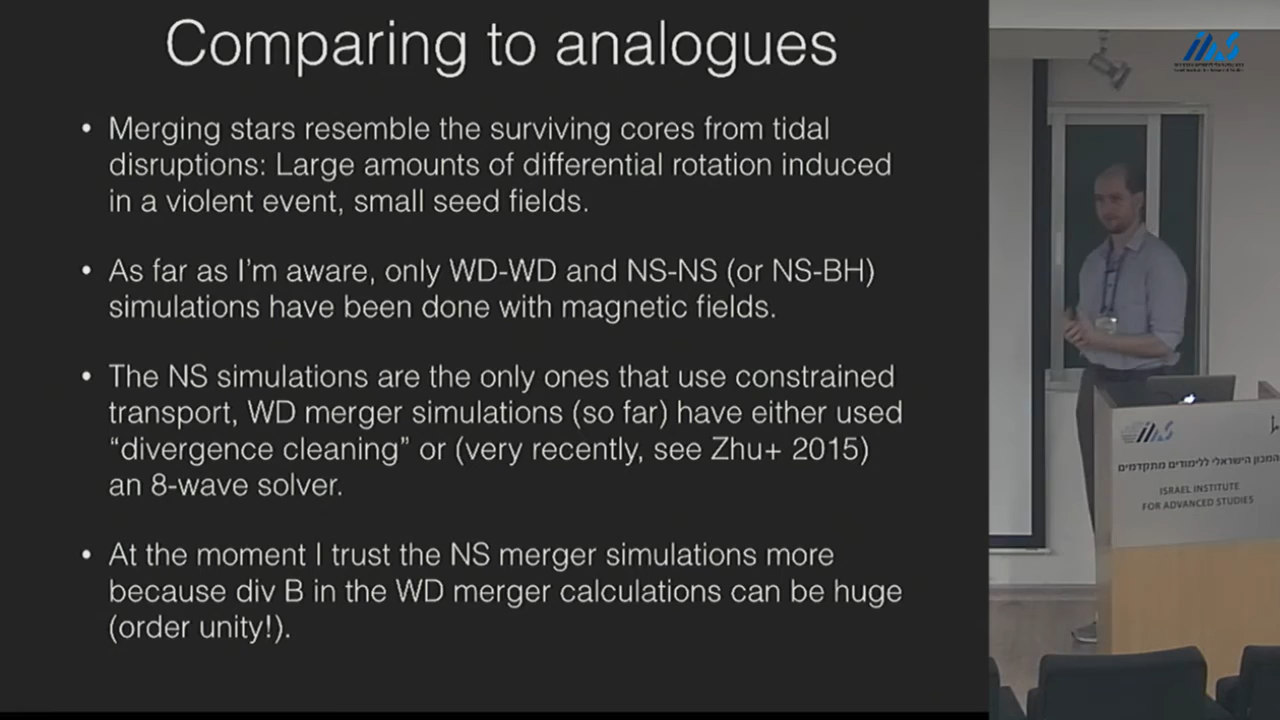 Comparing to analogues
• Merging stars resemble the surviving cores from tidal
disruptions: Large amounts of differential rotation induced
in a violent event, small seed fields.
• As far as I'm aware, only WD-WD and NS-NS (or NS-BH)
simulations have been done with magnetic fields.
• The NS simulations are the only ones that use constrained
transport, WD merger simulations (so far) have either used
“divergence cleaning” or (very recently, see Zhu+ 2015)
an 8-wave solver.
• At the moment I trust the NS merger simulations more
because div B in the WD merger calculations can be huge
(order unity!).
המכון הישראלי ללימודים מתקדמים
ISRAEL INSTITUTE
FOR ADVANCED STUDIES